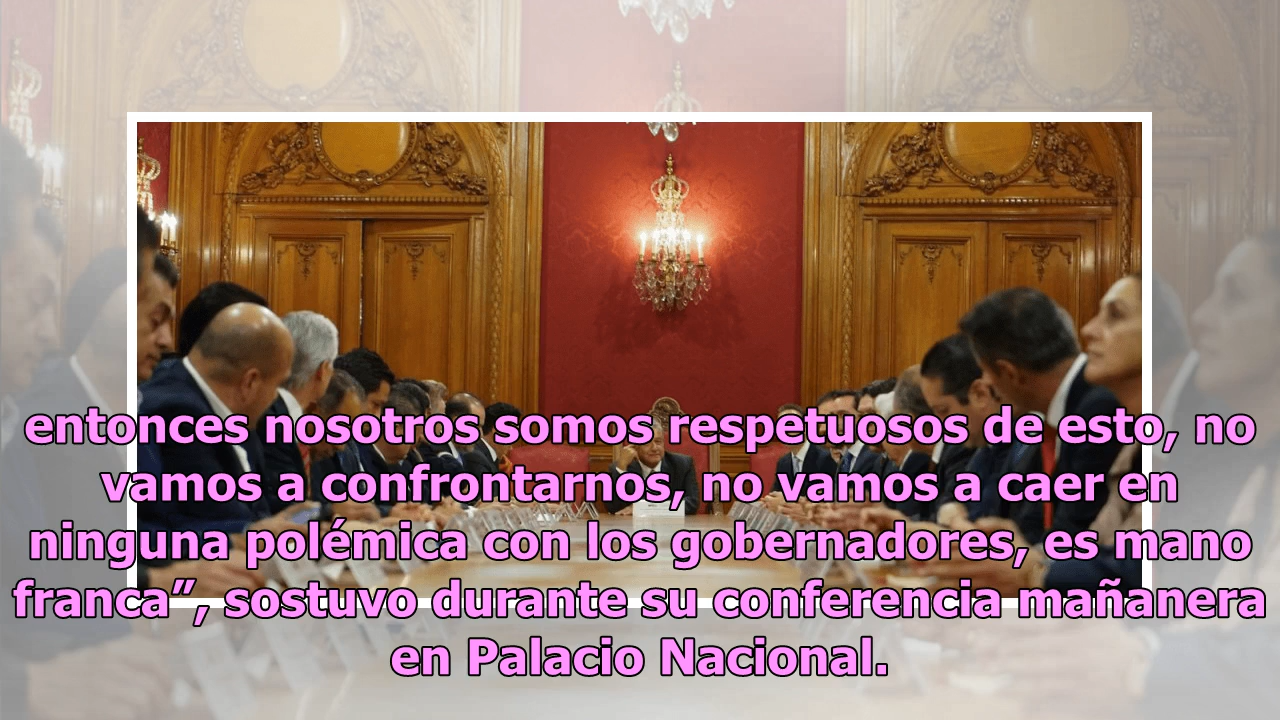 entonces nosotros somos respetuosos de esto, no
vamos a confrontarnos, no vamos a caer en
ninguna polémica con los gobernadores, es mano
franca”, sostuvo durante su conferencia mañanera
en Palacio Nacional.